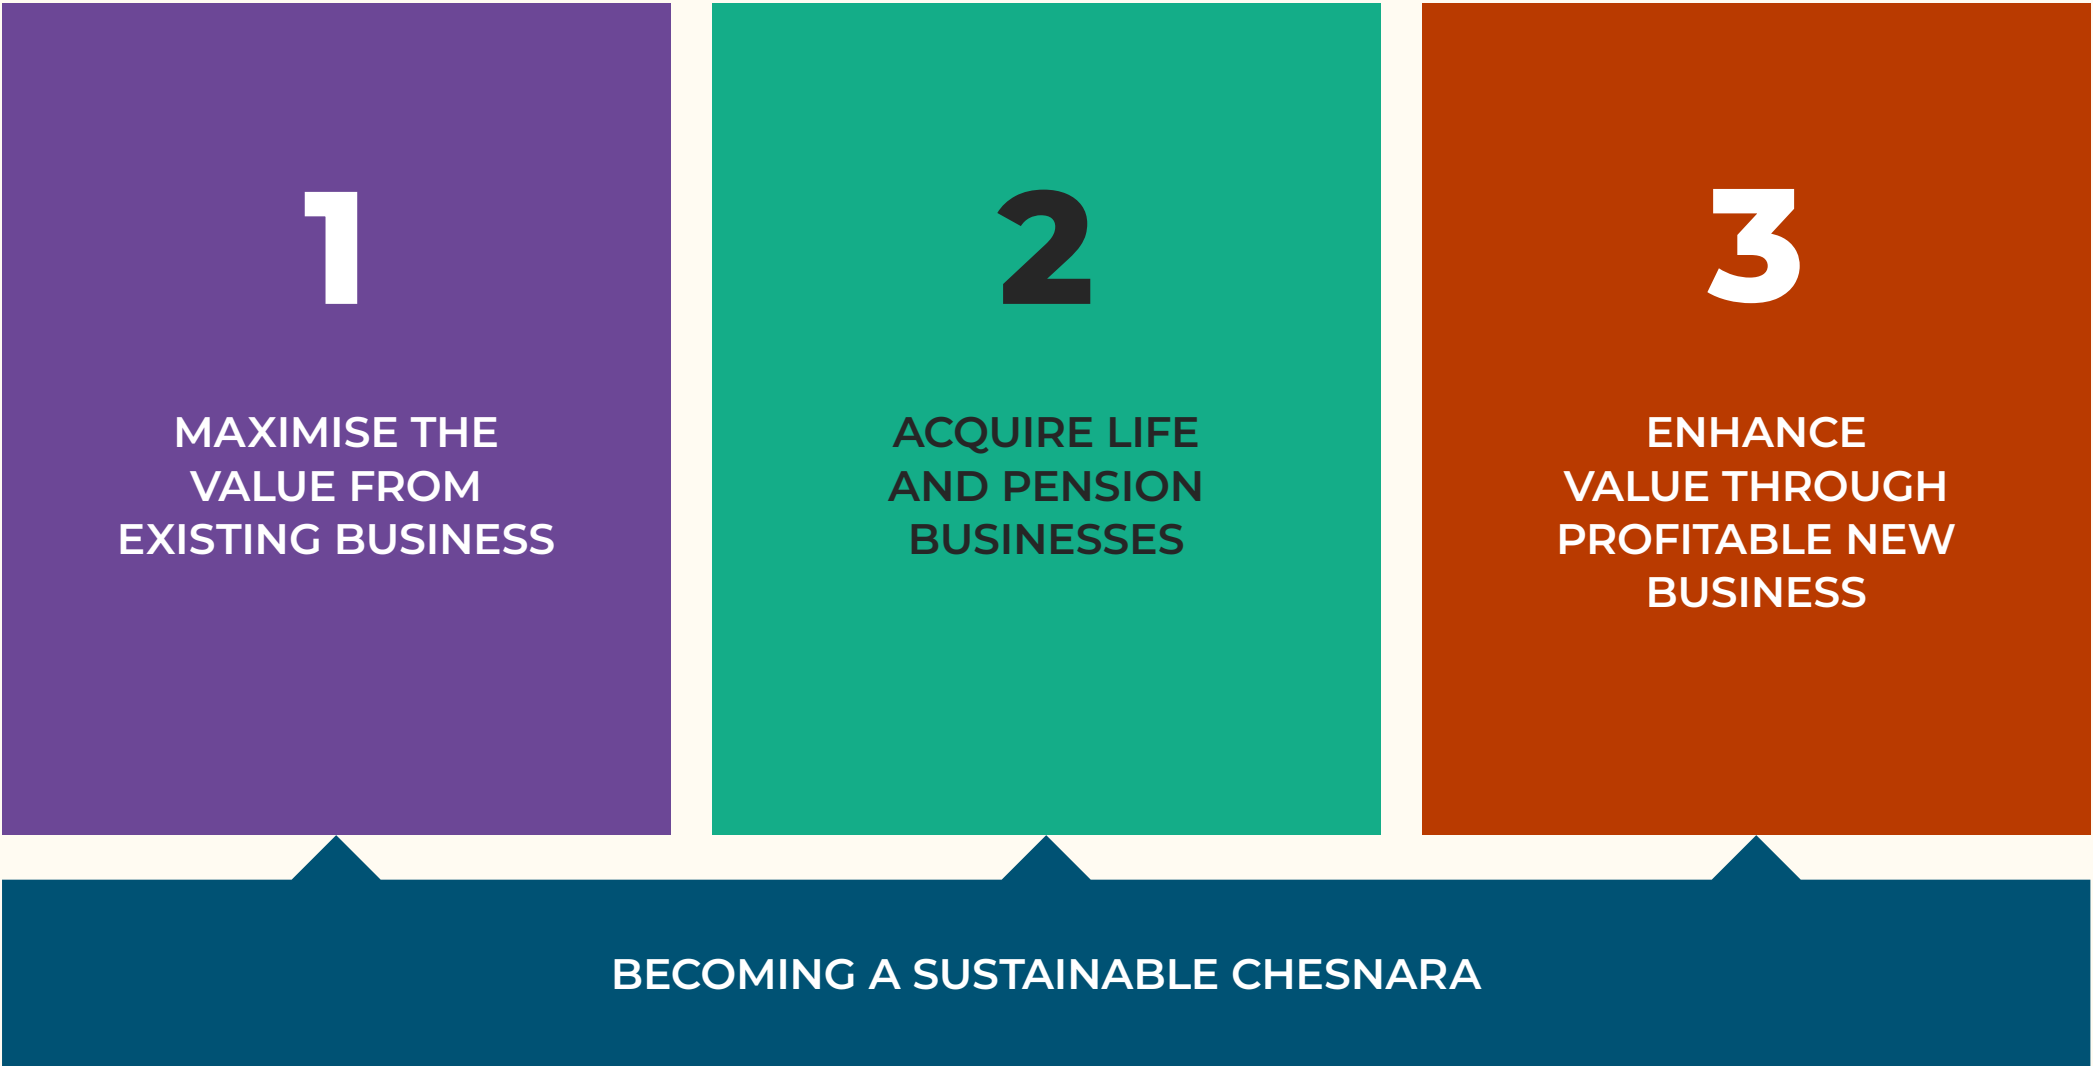 1
MAXIMISE THE
VALUE FROM
EXISTING BUSINESS
2
ACQUIRE LIFE
AND PENSION
BUSINESSES
3
ENHANCE
VALUE THROUGH
PROFITABLE NEW
BUSINESS
BECOMING A SUSTAINABLE CHESNARA